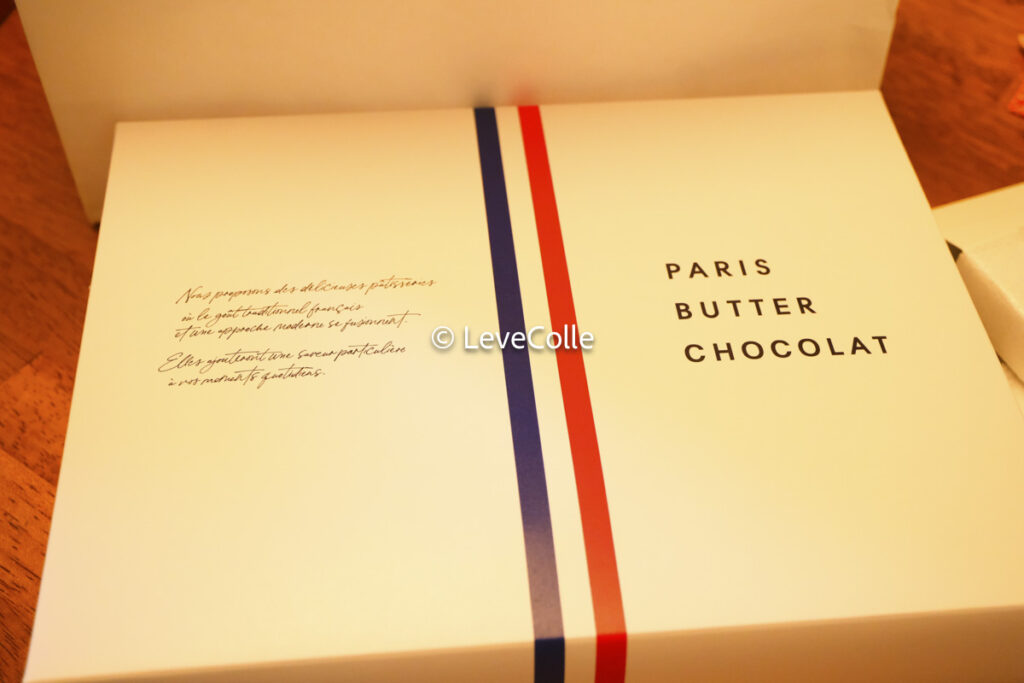 Nous proposons des délicieuses pâtisseries
où le goût traditionnel français
et une approche moderne se fusionnent.
Elles ajouteront une saveur particulière
à vos moments quotidiens.
© LeveColle
PARIS
BUTTER
CHOCOLAT